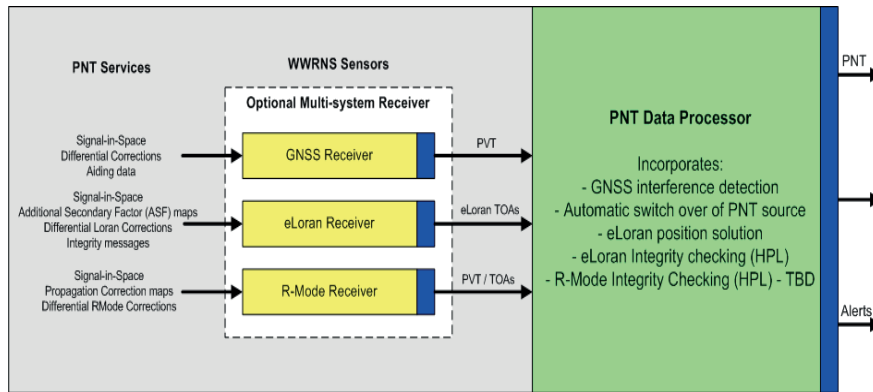 PNT Services
WWRNS Sensors
Optional Multi-system Receiver
Signal-in-Space
Differential Corrections
Aiding data
GNSS Receiver
PVT
Signal-in-Space
Additional Secondary Factor (ASF) maps
Differential Loran Corrections
Integrity messages
eLoran Receiver
eLoran TOAs
Signal-in-Space
Propagation Correction maps
Differential RMode Corrections
R-Mode Receiver
PVT / TOAs
PNT Data Processor
Incorporates:
- GNSS interference detection
- Automatic switch over of PNT source
- eLoran position solution
- eLoran Integrity checking (HPL)
- R-Mode Integrity Checking (HPL) - TBD
PNT
Alerts